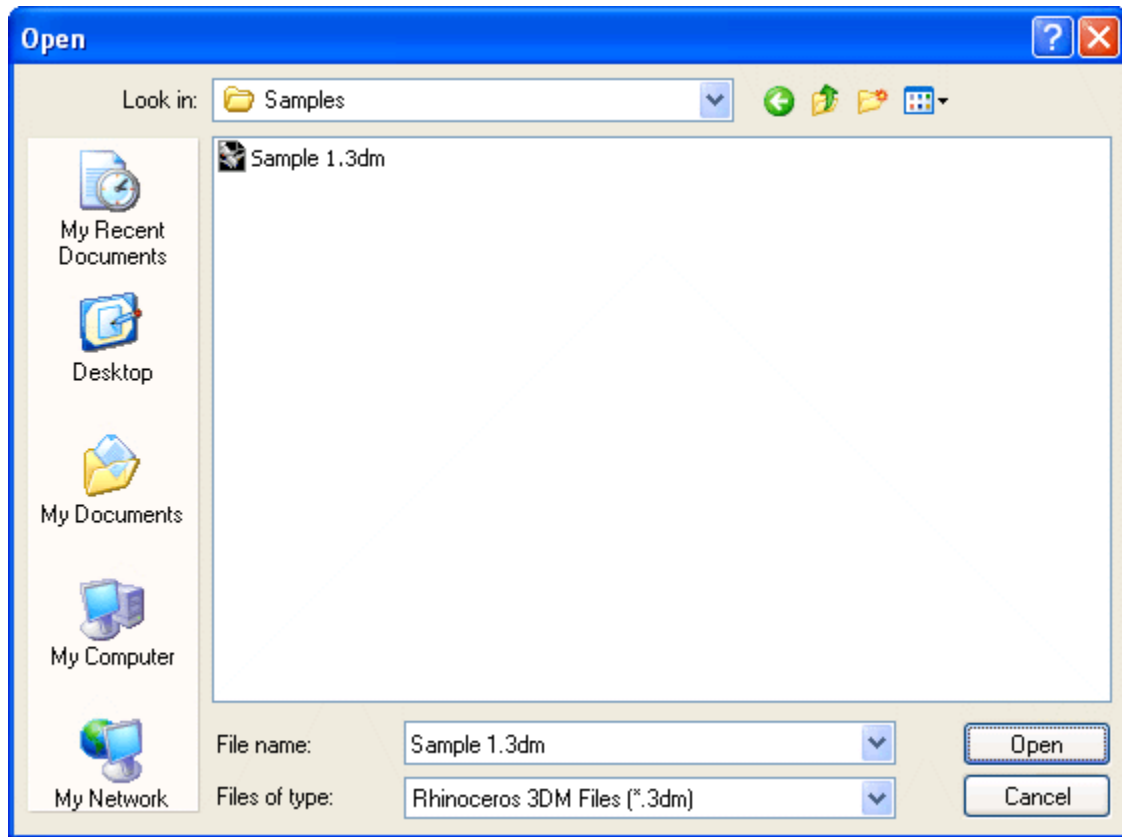 Open
Look in:
Samples
Sample 1.3dm
My Recent
Documents
Desktop
My Documents
My Computer
My Network
File name:
Sample 1.3dm
Open
Files of type:
Rhinoceros 3DM Files (*.3dm)
Cancel